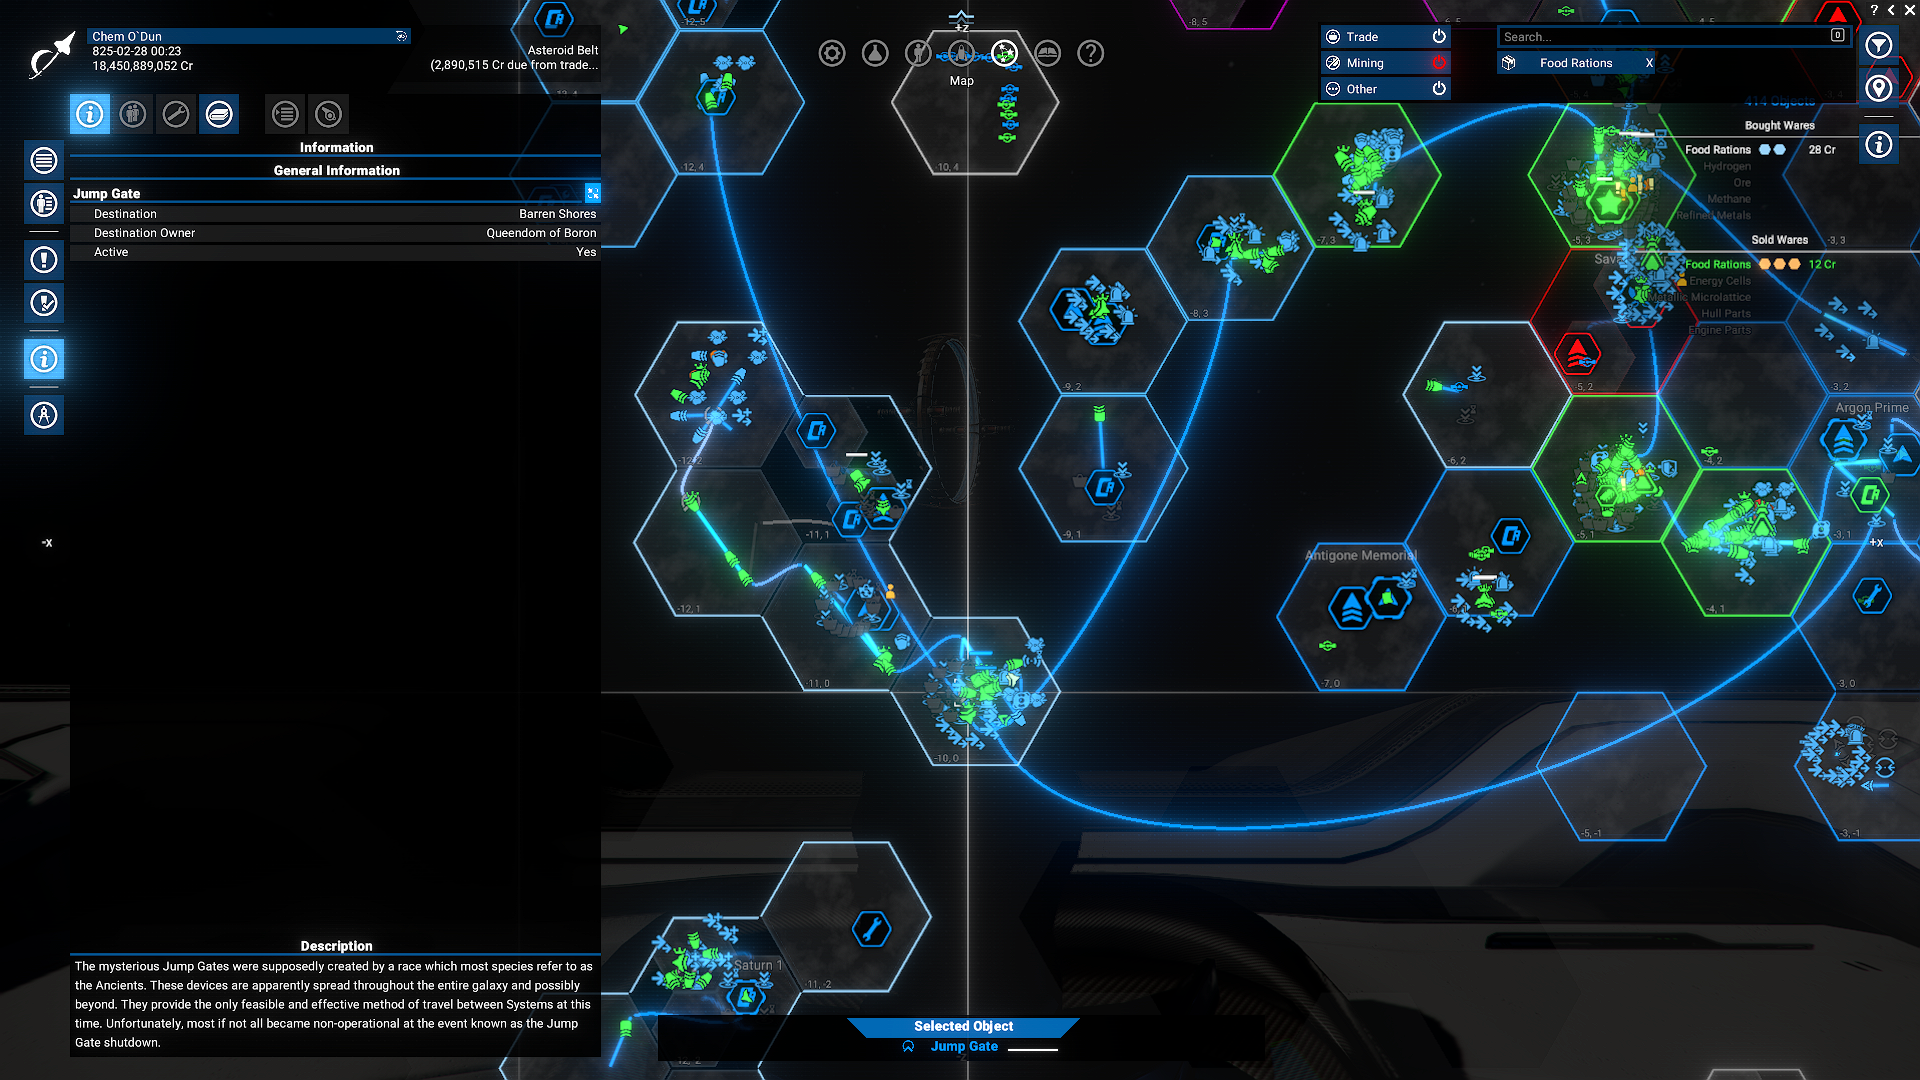 Chem O`Dun
825-02-28 00:23
18,450,889,052 Cr
Asteroid Belt
(2,890,515 Cr due from trade...
Information
General Information
Jump Gate
Destination Barren Shores
Destination Owner Queendom of Boron
Active Yes
Description
The mysterious Jump Gates were supposedly created by a race which most species refer to as
the Ancients. These devices are apparently spread throughout the entire galaxy and possibly
beyond. They provide the only feasible and effective method of travel between Systems at this
time. Unfortunately, most if not all became non-operational at the event known as the Jump
Gate shutdown.
+Z
Map
Trade
Mining
Other
Search...
0
Food Rations X
414 Objects
Bought Wares
Food Rations 28 Cr
Hydrogen
Ore
Methane
Refined Metals
Sold Wares
Food Rations 12 Cr
Energy Cells
Metallic Microlattice
Hull Parts
Engine Parts
-12, 5
-8, 5
-12, 4
-10, 4
-7, 3
-5, 3
-3, 3
-8, 3
-9, 2
-5, 2
-3, 2
Argon Prime
-12, 2
-6, 2
-4, 2
-11, 1
-9, 1
-5, 1
-3, 1
-X
+X
Antigone Memorial
-12, 1
-6, 1
-4, 1
-11, 0
-7, 0
-3, 0
-10, 0
-5, -1
-3, -1
Saturn 1
-11, -2
Selected Object
Jump Gate
-Z